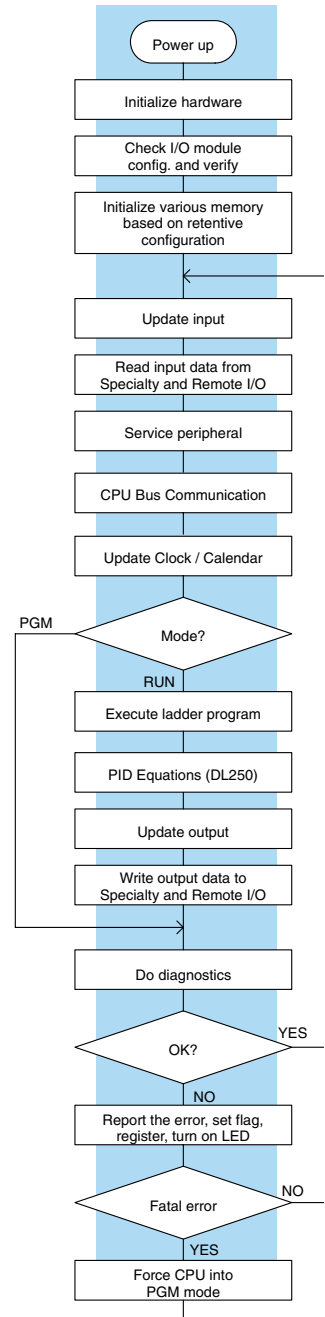 Power up
Initialize hardware
Check I/O module
config. and verify
Initialize various memory
based on retentive
configuration
Update input
Read input data from
Specialty and Remote I/O
Service peripheral
CPU Bus Communication
Update Clock / Calendar
PGM
Mode?
RUN
Execute ladder program
PID Equations (DL250)
Update output
Write output data to
Specialty and Remote I/O
Do diagnostics
YES
OK?
NO
Report the error, set flag,
register, turn on LED
NO
Fatal error
YES
Force CPU into
PGM mode